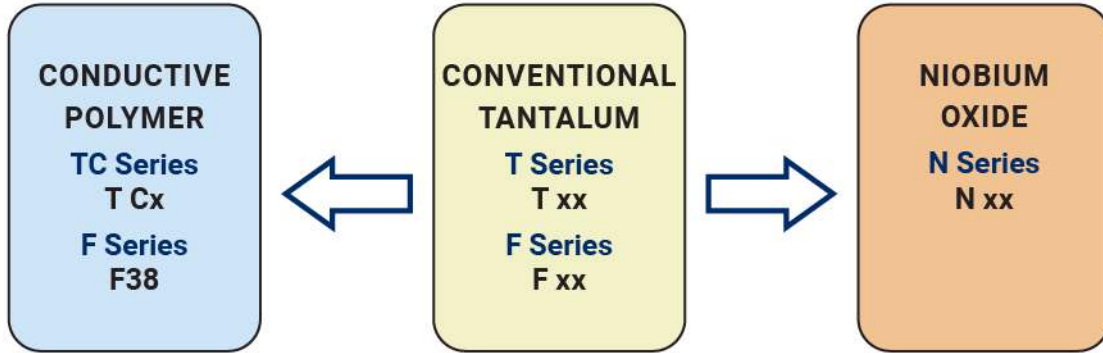 CONDUCTIVE
POLYMER
TC Series
T Cx
F Series
F38
CONVENTIONAL
TANTALUM
T Series
T xx
F Series
F xx
NIOBIUM
OXIDE
N Series
N xx